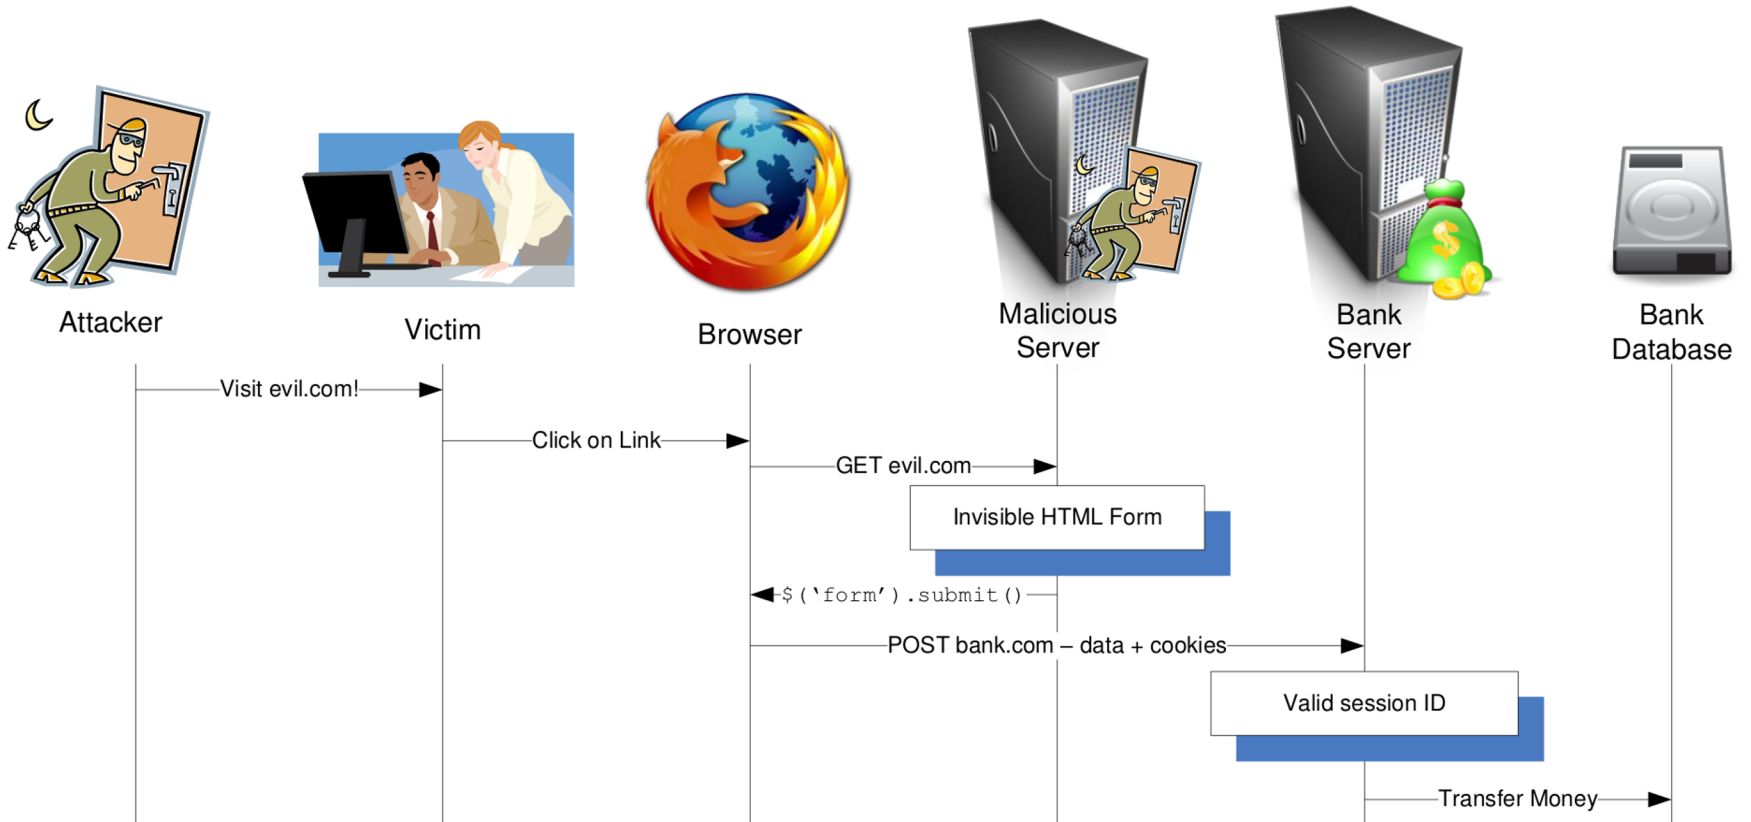 Attacker
Victim
Browser
Malicious
Server
Bank
Server
Bank
Database
Visit evil.com!
Click on Link
GET evil.com
Invisible HTML Form
$(‘form’).submit()
POST bank.com – data + cookies
Valid session ID
Transfer Money